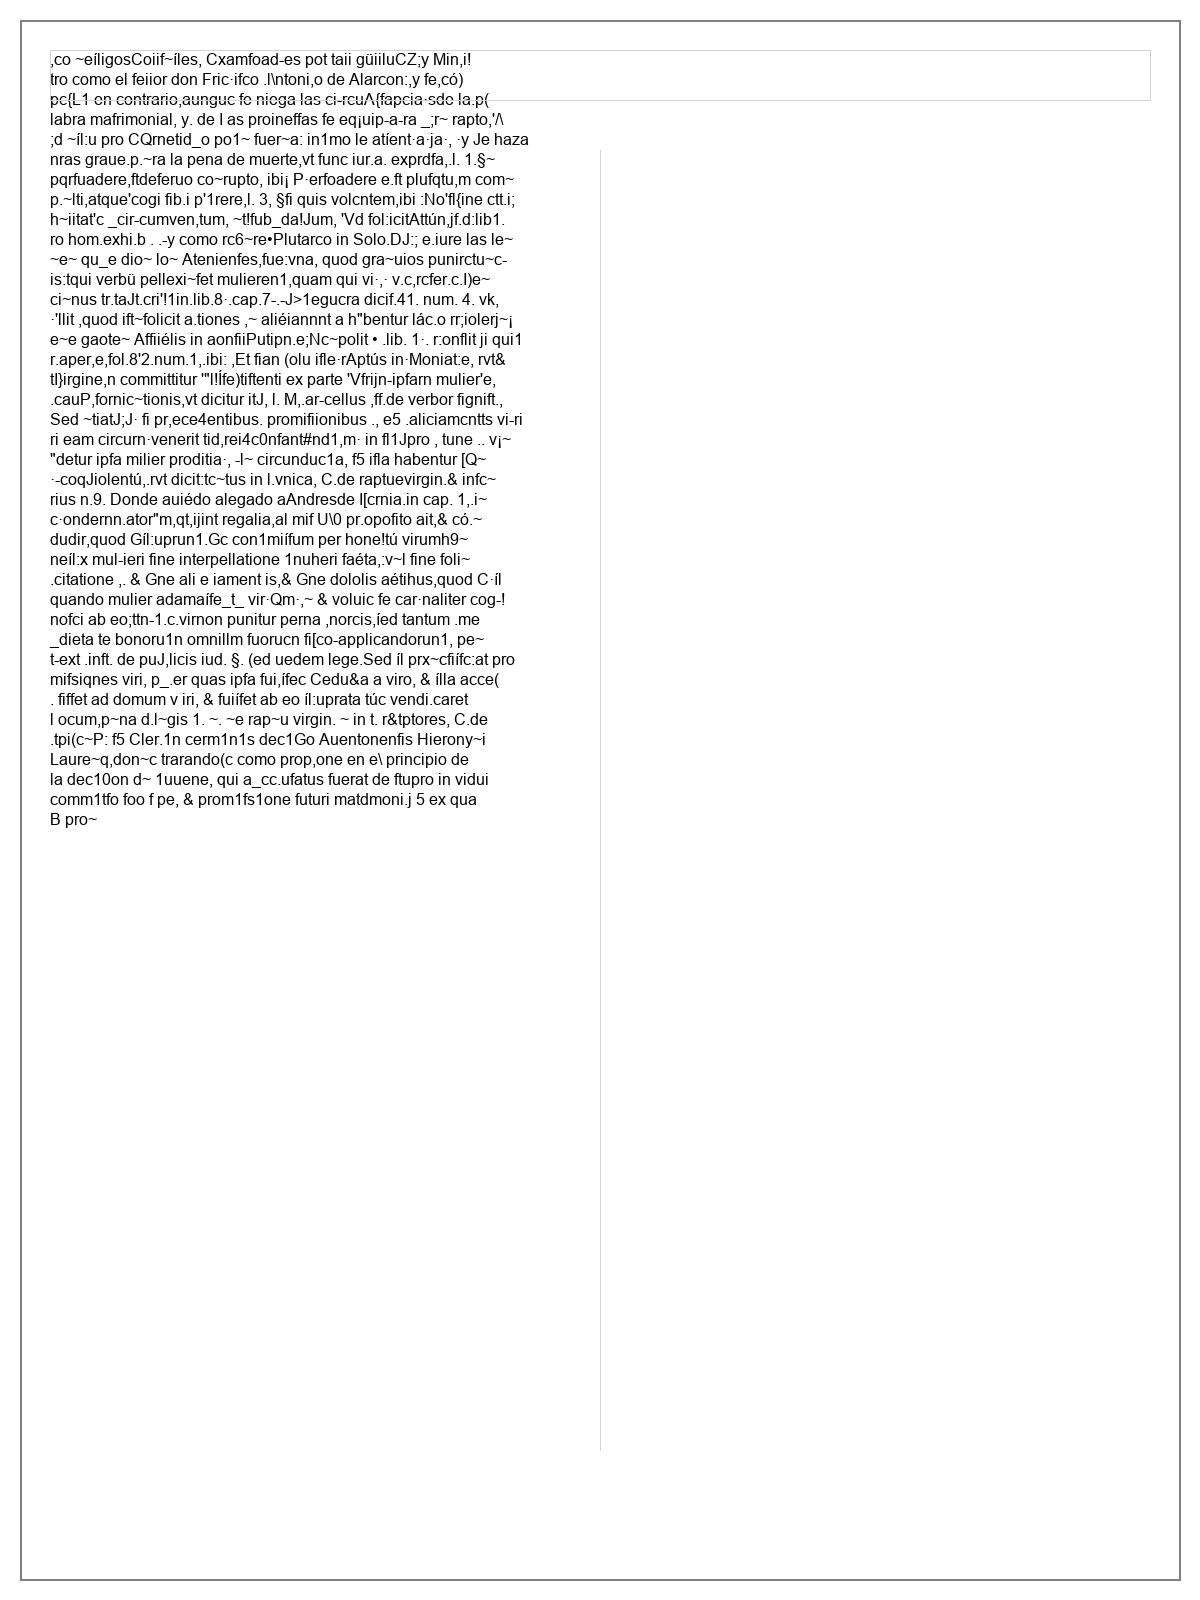 ,co ~eíligosCoiif~íles, Cxamfoad-es pot taii güiiluCZ;y Min,i!
tro como el feiior don Fric·ifco .l\ntoni,o de Alarcon:,y fe,có)
pc{L1 en contrario,aunguc fe niega las ci-rcuA{fapcia·sde la.p(
labra mafrimonial, y. de I as proineffas fe eq¡uip-a-ra _;r~ rapto,'/\
;d ~íl:u pro CQrnetid_o po1~ fuer~a: in1mo le atíent·a·ja·, ·y Je haza
nras graue.p.~ra la pena de muerte,vt func iur.a. exprdfa,.l. 1.§~
pqrfuadere,ftdeferuo co~rupto, ibi¡ P·erfoadere e.ft plufqtu,m com~
p.~lti,atque'cogi fib.i p'1rere,l. 3, §fi quis volcntem,ibi :No'fl{ine ctt.i;
h~iitat'c _cir-cumven,tum, ~t!fub_da!Jum, 'Vd fol:icitAttún,jf.d:lib1.
ro hom.exhi.b . .-y como rc6~re•Plutarco in Solo.DJ:; e.iure las le~
~e~ qu_e dio~ lo~ Atenienfes,fue:vna, quod gra~uios punirctu~c-
is:tqui verbü pellexi~fet mulieren1,quam qui vi·,· v.c,rcfer.c.I)e~
ci~nus tr.taJt.cri'!1in.lib.8·.cap.7-.-J>1egucra dicif.41. num. 4. vk,
·'llit ,quod ift~folicit a.tiones ,~ aliéiannnt a h"bentur lác.o rr;iolerj~¡
e~e gaote~ Affiiélis in aonfiiPutipn.e;Nc~polit • .lib. 1·. r:onflit ji qui1
r.aper,e,fol.8'2.num.1,.ibi: ,Et fian (olu ifle·rAptús in·Moniat:e, rvt&
tl}irgine,n committitur '"l!Ífe)tiftenti ex parte 'Vfrijn-ipfarn mulier'e,
.cauP,fornic~tionis,vt dicitur itJ, l. M,.ar-cellus ,ff.de verbor fignift.,
Sed ~tiatJ;J· fi pr,ece4entibus. promifiionibus ., e5 .aliciamcntts vi-ri
ri eam circurn·venerit tid,rei4c0nfant#nd1,m· in fl1Jpro , tune .. v¡~
"detur ipfa milier proditia·, -l~ circunduc1a, f5 ifla habentur [Q~
·-coqJiolentú,.rvt dicit:tc~tus in l.vnica, C.de raptuevirgin.& infc~
rius n.9. Donde auiédo alegado aAndresde I[crnia.in cap. 1,.i~
c·ondernn.ator"m,qt,ijint regalia,al mif U\0 pr.opofito ait,& có.~
dudir,quod Gíl:uprun1.Gc con1miífum per hone!tú virumh9~
neíl:x mul-ieri fine interpellatione 1nuheri faéta,:v~l fine foli~
.citatione ,. & Gne ali e iament is,& Gne dololis aétihus,quod C·íl
quando mulier adamaífe_t_ vir·Qm·,~ & voluic fe car·naliter cog-!
nofci ab eo;ttn-1.c.virnon punitur perna ,norcis,íed tantum .me
_dieta te bonoru1n omnillm fuorucn fi[co-applicandorun1, pe~
t-ext .inft. de puJ,licis iud. §. (ed uedem lege.Sed íl prx~cfiifc:at pro
mifsiqnes viri, p_.er quas ipfa fui,ífec Cedu&a a viro, & ílla acce(
. fiffet ad domum v iri, & fuiífet ab eo íl:uprata túc vendi.caret
l ocum,p~na d.l~gis 1. ~. ~e rap~u virgin. ~ in t. r&tptores, C.de
.tpi(c~P: f5 Cler.1n cerm1n1s dec1Go Auentonenfis Hierony~i
Laure~q,don~c trarando(c como prop,one en e\ principio de
la dec10on d~ 1uuene, qui a_cc.ufatus fuerat de ftupro in vidui
comm1tfo foo f pe, & prom1fs1one futuri matdmoni.j 5 ex qua
B pro~